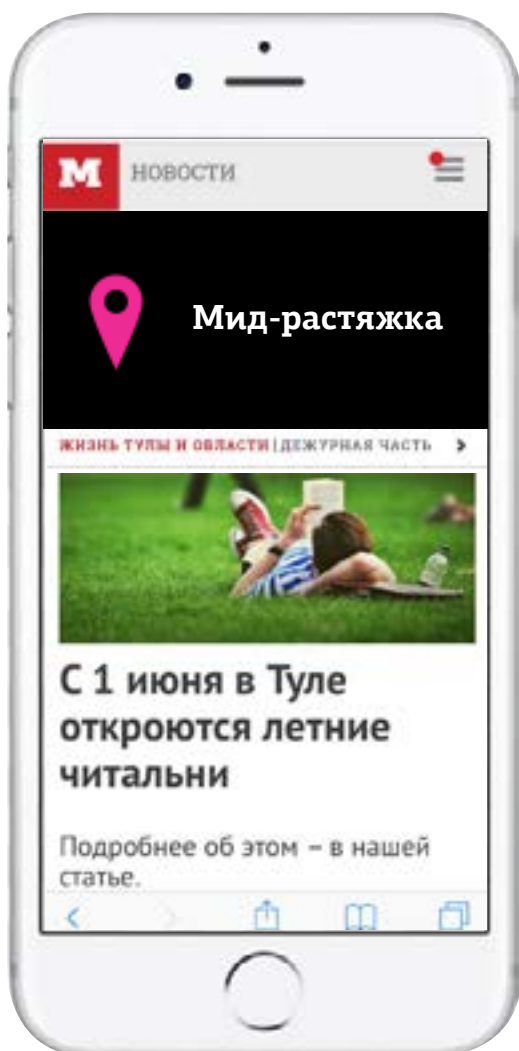 М НОВОСТИ
Мид-растяжка
ЖИЗНЬ ТУЛЫ И ОБЛАСТИ | ДЕЖУРНАЯ ЧАСТЬ
С 1 июня в Туле
откроются летние
читальни
Подробнее об этом – в нашей
статье.